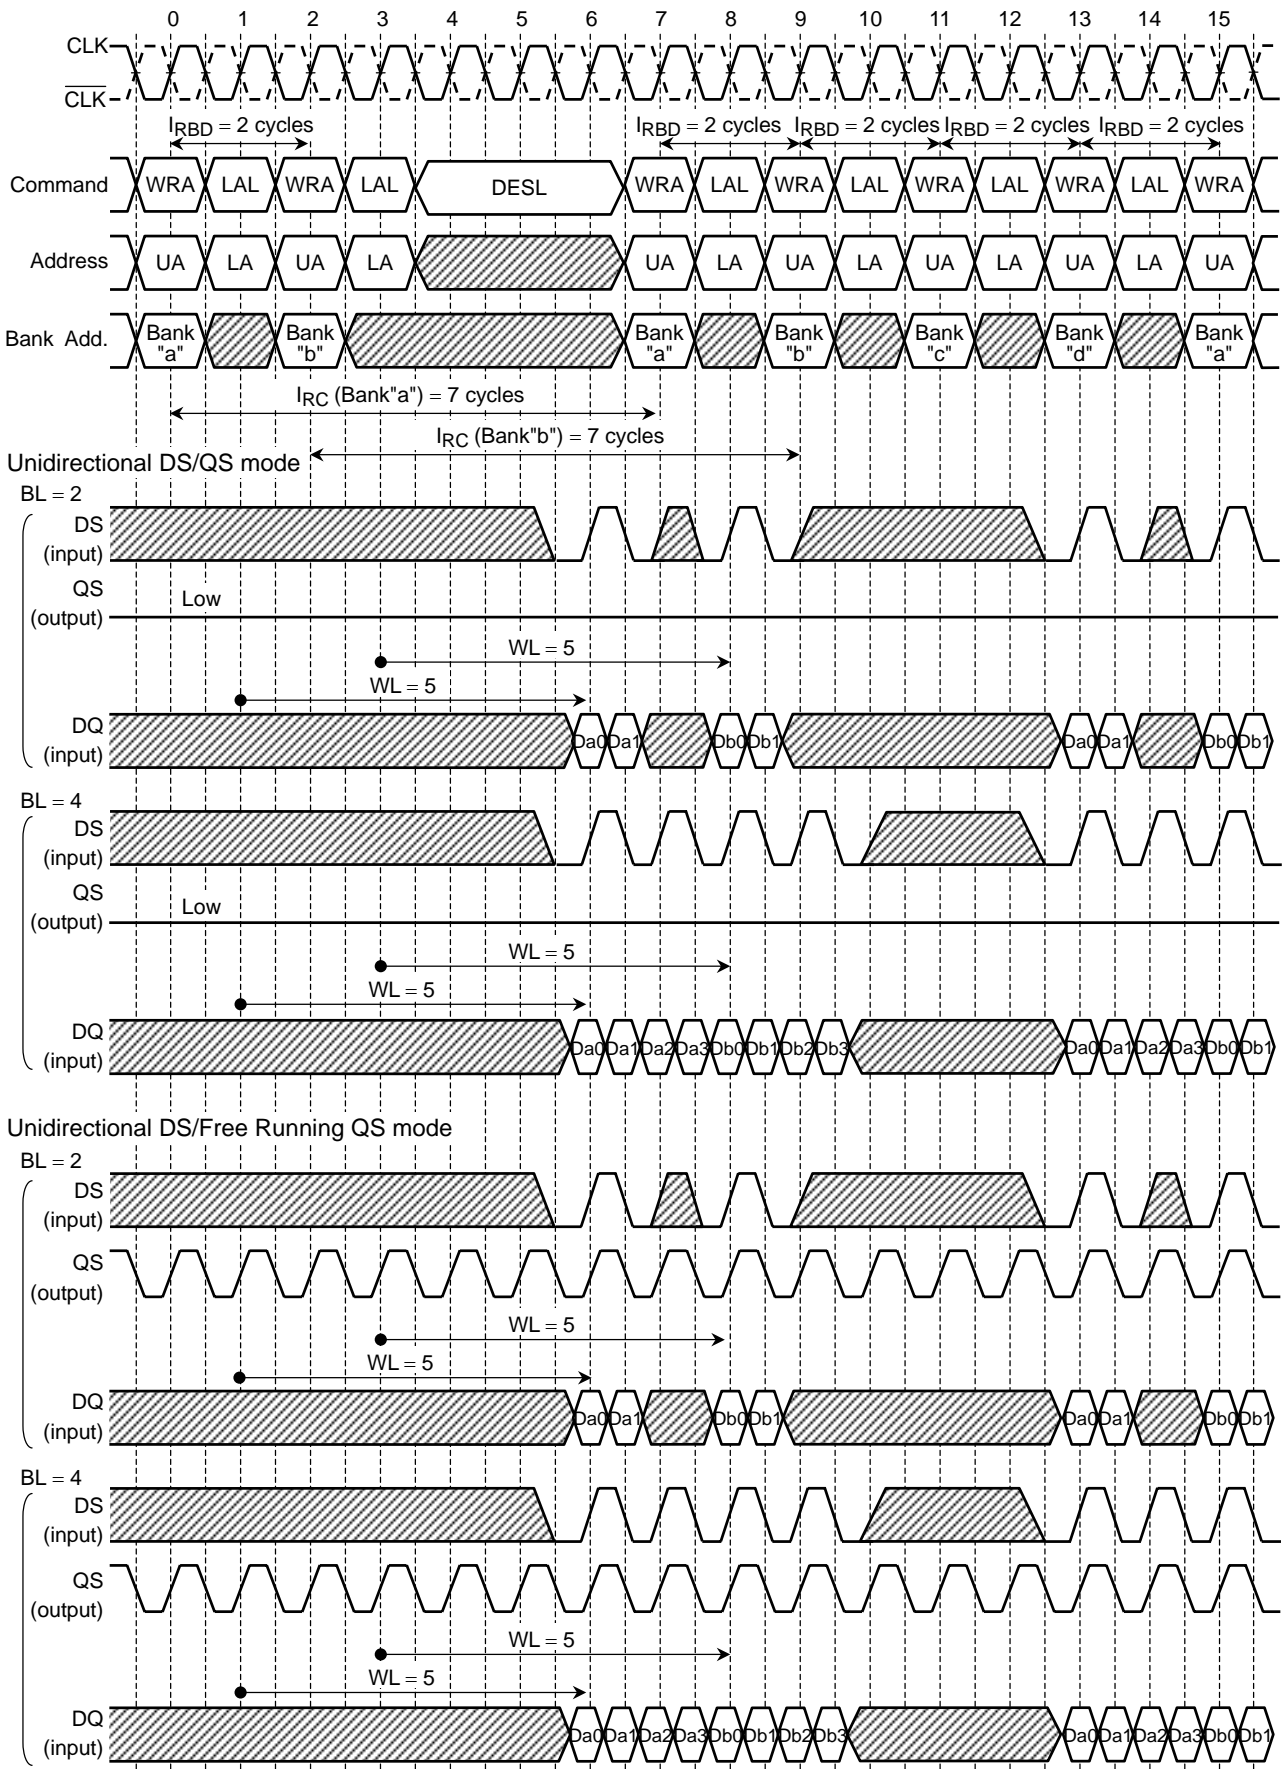 0 1 2 3 4 5 6 7 8 9 10 11 12 13 14 15
CLK
CLK
IRBD = 2 cycles IRBD = 2 cycles IRBD = 2 cycles IRBD = 2 cycles IRBD = 2 cycles
Command WRA LAL WRA LAL DESL WRA LAL WRA LAL WRA LAL WRA LAL WRA
Address UA LA UA LA UA LA UA LA UA LA UA LA UA
Bank Add. Bank "a" Bank "b" Bank "a" Bank "b" Bank "c" Bank "d" Bank "a"
IRC (Bank"a") = 7 cycles
IRC (Bank"b") = 7 cycles
Unidirectional DS/QS mode
BL = 2
DS
(input)
QS
Low
(output)
WL = 5
WL = 5
DQ
(input) Da0 Da1 Db0 Db1 Da0 Da1 Db0 Db1
BL = 4
DS
(input)
QS
Low
(output)
WL = 5
WL = 5
DQ
(input) Da0 Da1 Da2 Da3 Db0 Db1 Db2 Db3 Da0 Da1 Da2 Da3 Db0 Db1
Unidirectional DS/Free Running QS mode
BL = 2
DS
(input)
QS
(output)
WL = 5
WL = 5
DQ
(input) Da0 Da1 Db0 Db1 Da0 Da1 Db0 Db1
BL = 4
DS
(input)
QS
(output)
WL = 5
WL = 5
DQ
(input) Da0 Da1 Da2 Da3 Db0 Db1 Db2 Db3 Da0 Da1 Da2 Da3 Db0 Db1